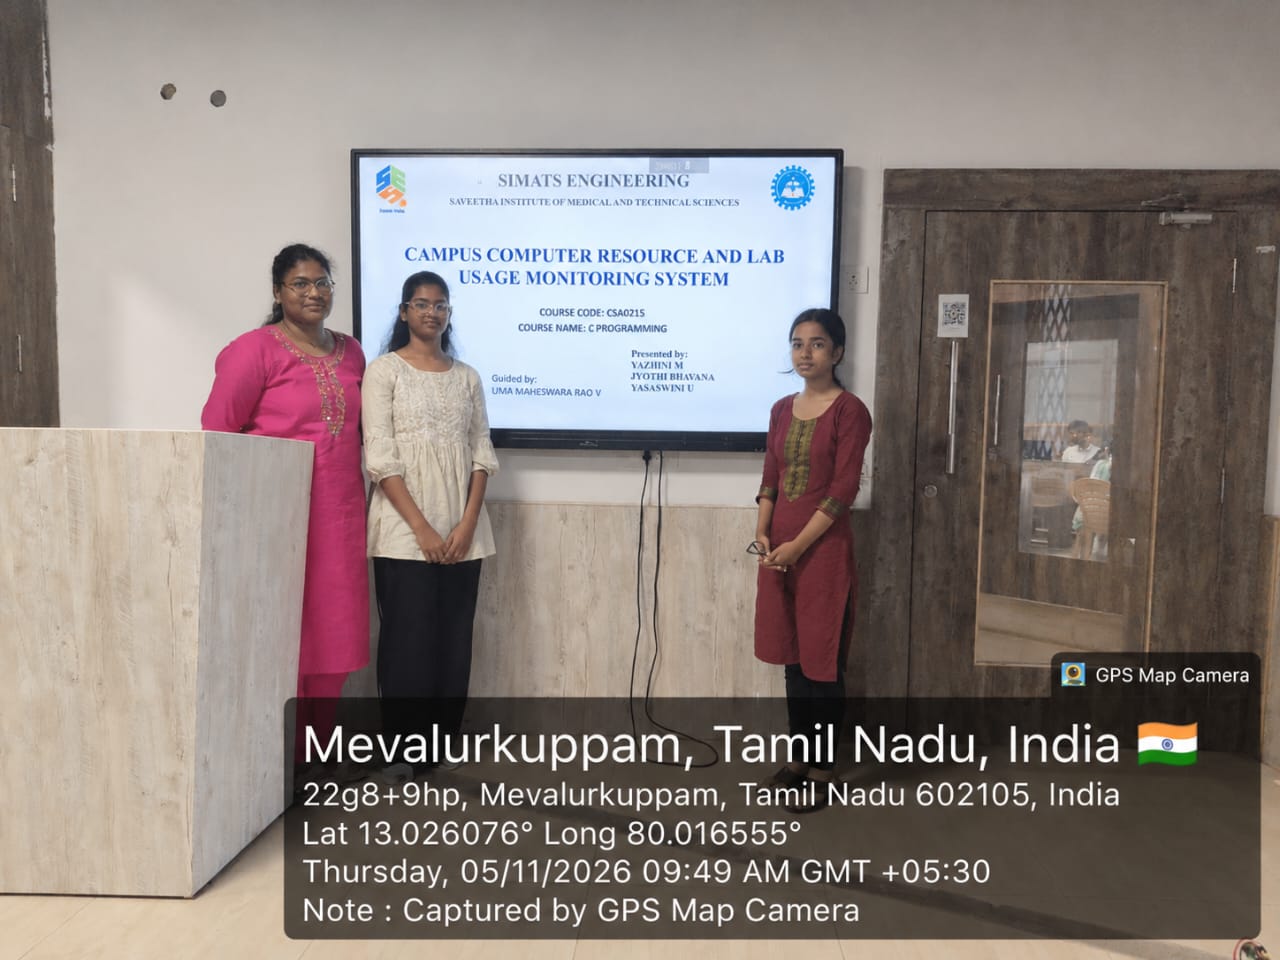 SIMATS ENGINEERING
SAVEETHA INSTITUTE OF MEDICAL AND TECHNICAL SCIENCES
CAMPUS COMPUTER RESOURCE AND LAB
USAGE MONITORING SYSTEM
COURSE CODE: CSA0215
COURSE NAME: C PROGRAMMING
Presented by:
YAZHINI M
JYOTHI BHAVANA
YASASWINI U
Guided by:
UMA MAHESWARA RAO V
GPS Map Camera
Mevalurkuppam, Tamil Nadu, India
22g8+9hp, Mevalurkuppam, Tamil Nadu 602105, India
Lat 13.026076° Long 80.016555°
Thursday, 05/11/2026 09:49 AM GMT +05:30
Note : Captured by GPS Map Camera